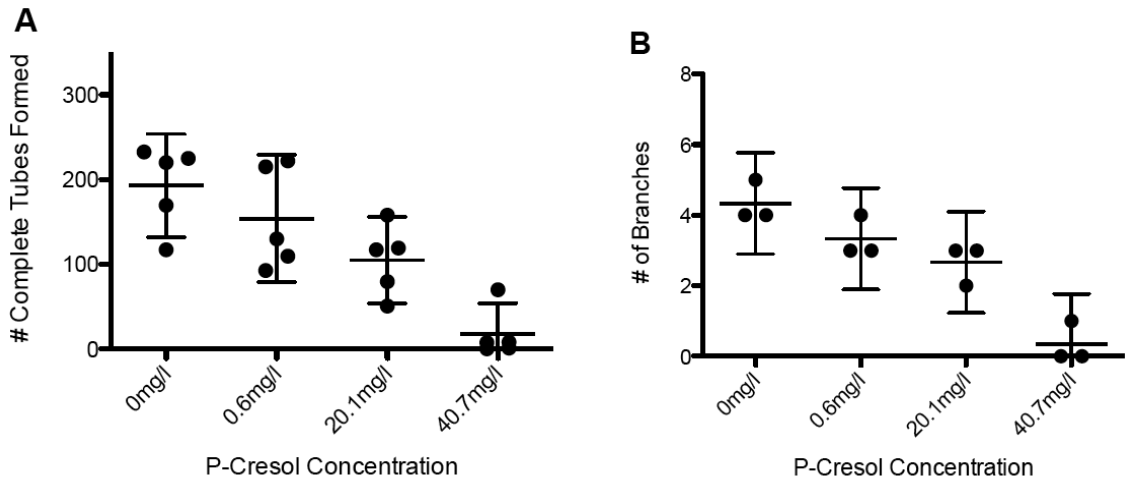 A
# Complete Tubes Formed
300
200
100
0
0mg/l
0.6mg/l
20.1mg/l
40.7mg/l
P-Cresol Concentration
B
# of Branches
8
6
4
2
0
0mg/l
0.6mg/l
20.1mg/l
40.7mg/l
P-Cresol Concentration